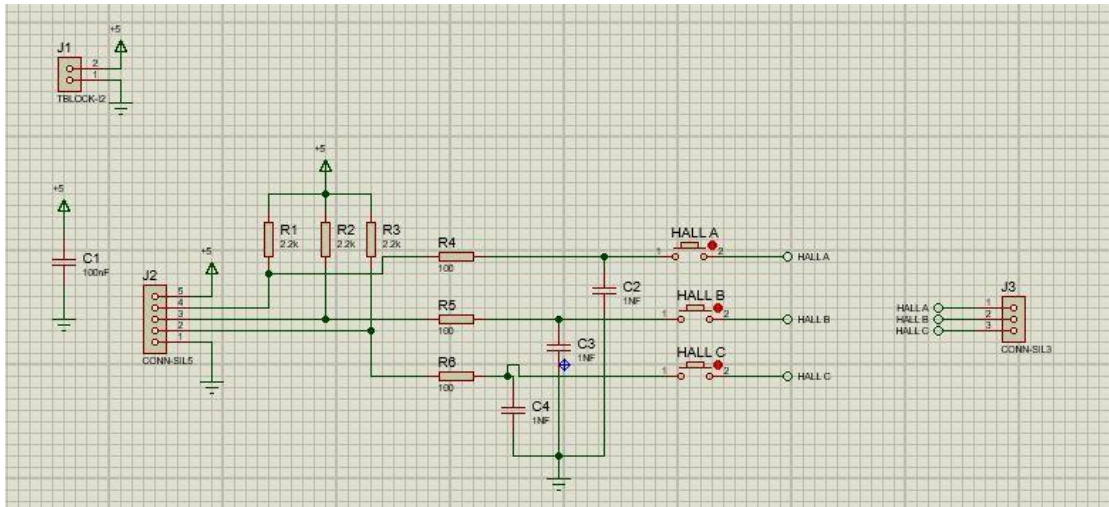 +5
J1
2
1
TBLOCK-I2
+5
+5
C1
100nF
R1
2.2k
R2
2.2k
R3
2.2k
+5
J2
5
4
3
2
1
CONN-SIL5
R4
100
R5
100
R6
100
C2
1NF
C3
1NF
C4
1NF
HALL A
1
2
HALL A
HALL B
1
2
HALL B
HALL C
1
2
HALL C
J3
HALL A
1
HALL B
2
HALL C
3
CONN-SIL3